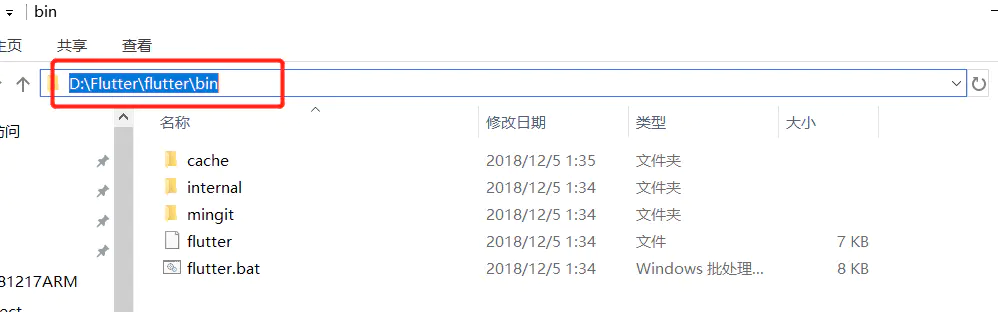 bin
主页 共享 查看
D:\Flutter\flutter\bin
名称 修改日期 类型 大小
访问
cache 2018/12/5 1:35 文件夹
internal 2018/12/5 1:34 文件夹
mingit 2018/12/5 1:34 文件夹
flutter 2018/12/5 1:34 文件 7 KB
flutter.bat 2018/12/5 1:34 Windows 批处理... 8 KB
81217ARM